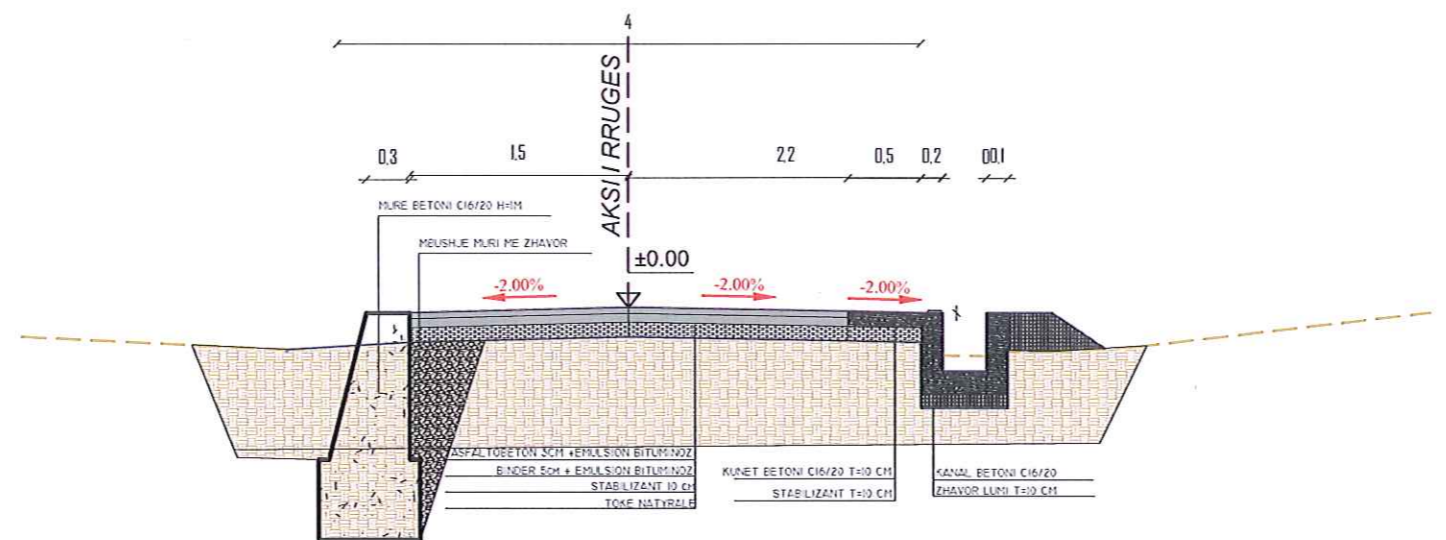 4
AKSI I RRUGES
0,3
1,5
2,2
0,5
0,2
00,1
MURE BETONI C16/20 H=1M
MBUSHJE MURI ME ZHAVOR
±0.00
-2.00%
-2.00%
-2.00%
ASFALTOBETON 3CM +EMULSION BITUMINOZ
BINDER 5CM + EMULSION BITUMINOZ
STABILIZANT 10 CM
TOKE NATYRALE
KUNET BETONI C16/20 T=10 CM
STABILIZANT T=10 CM
KANAL BETONI C16/20
ZHAVOR LUMI T=10 CM